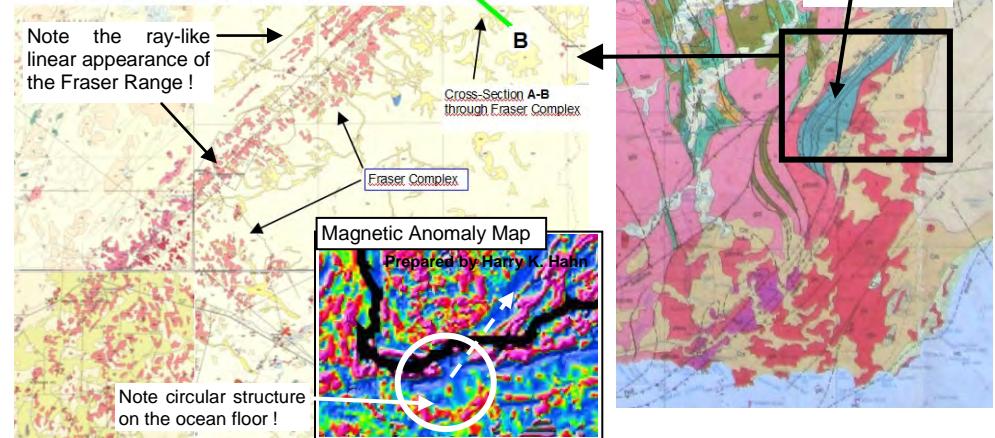 Note the ray-like
linear appearance of
the Fraser Range !
B
Cross-Section A-B
through Fraser Complex
Fraser Complex
Magnetic Anomaly Map
Prepared by Harry K. Hahn
Note circular structure
on the ocean floor !